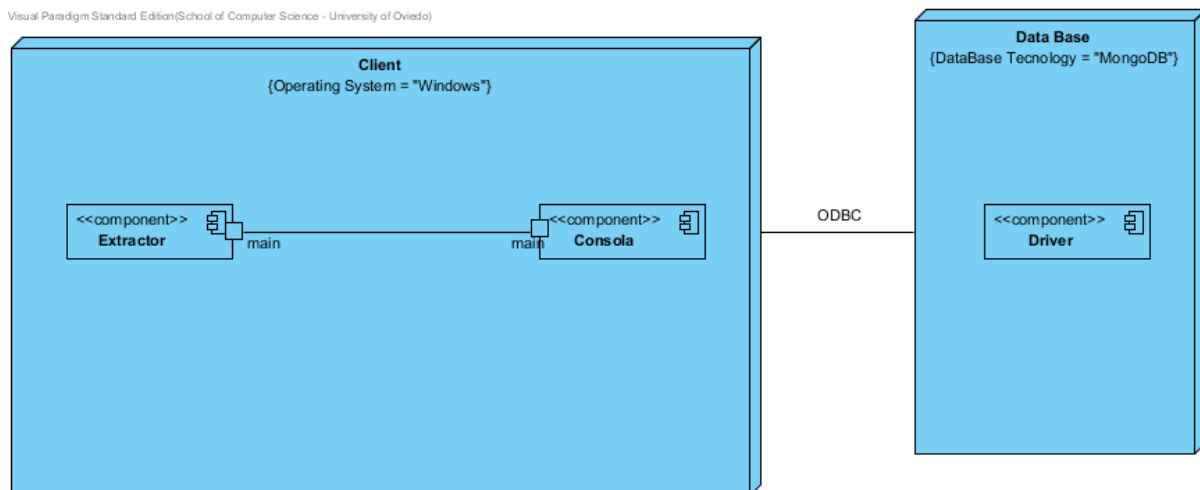 Visual Paradigm Standard Edition(School of Computer Science - University of Oviedo)
Client
{Operating System = "Windows"}
<<component>>
Extractor
main
main
<<component>>
Consola
ODBC
Data Base
{DataBase Tecnology = "MongoDB"}
<<component>>
Driver